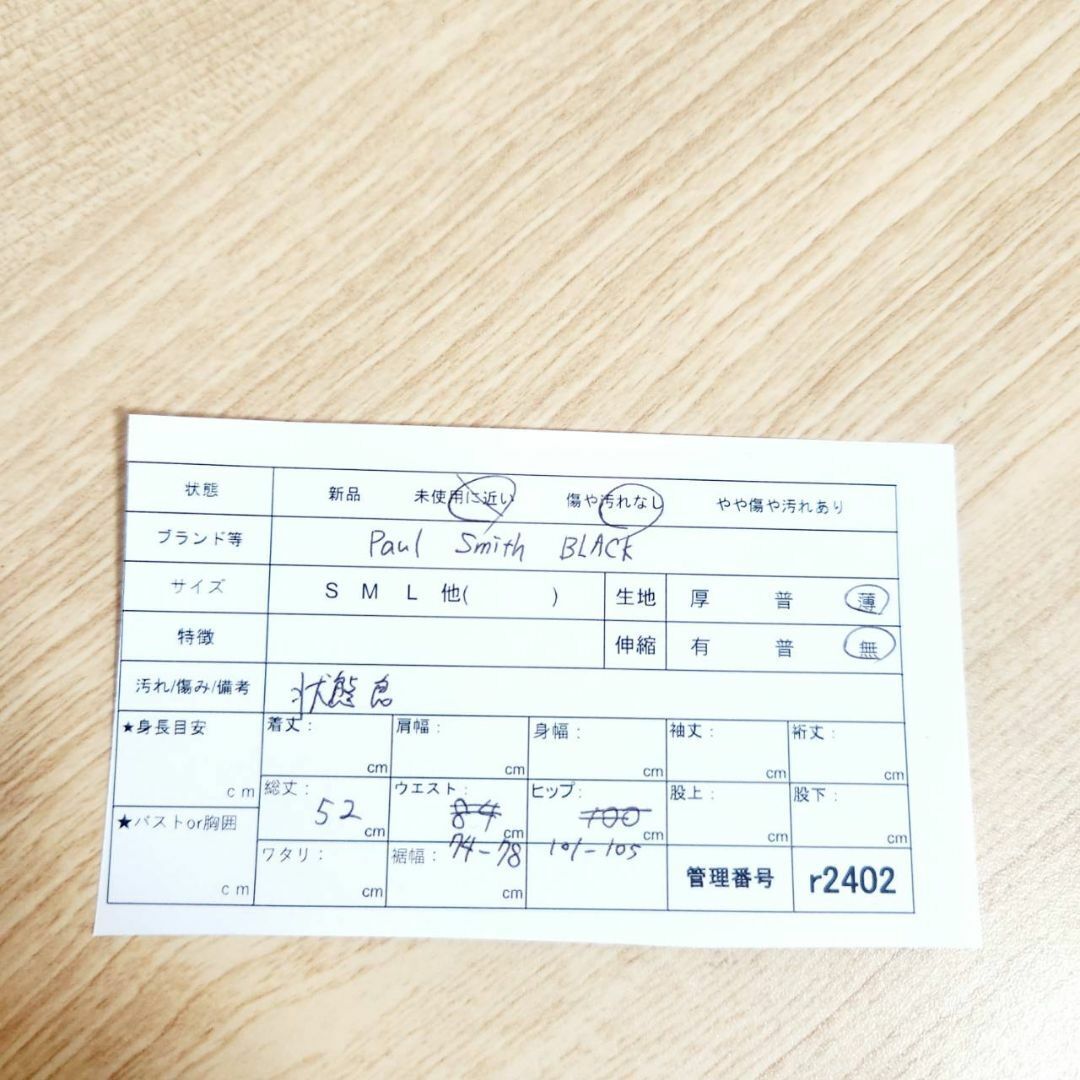 状態 新品 未使用に近い 傷や汚れなし やや傷や汚れあり
ブランド等 Paul Smith BLACK
サイズ S M L 他( ) 生地 厚 普 薄
特徴 伸縮 有 普 無
汚れ/傷み/備考 状態良
★身長目安 cm 着丈: cm 肩幅: cm 身幅: cm 袖丈: cm 裄丈: cm
総丈: 52 cm ウエスト: 84 cm ヒップ: 100 cm 股上: cm 股下: cm
74-78 101-105
★バストor胸囲 cm ワタリ: cm 裾幅: cm 管理番号 r2402